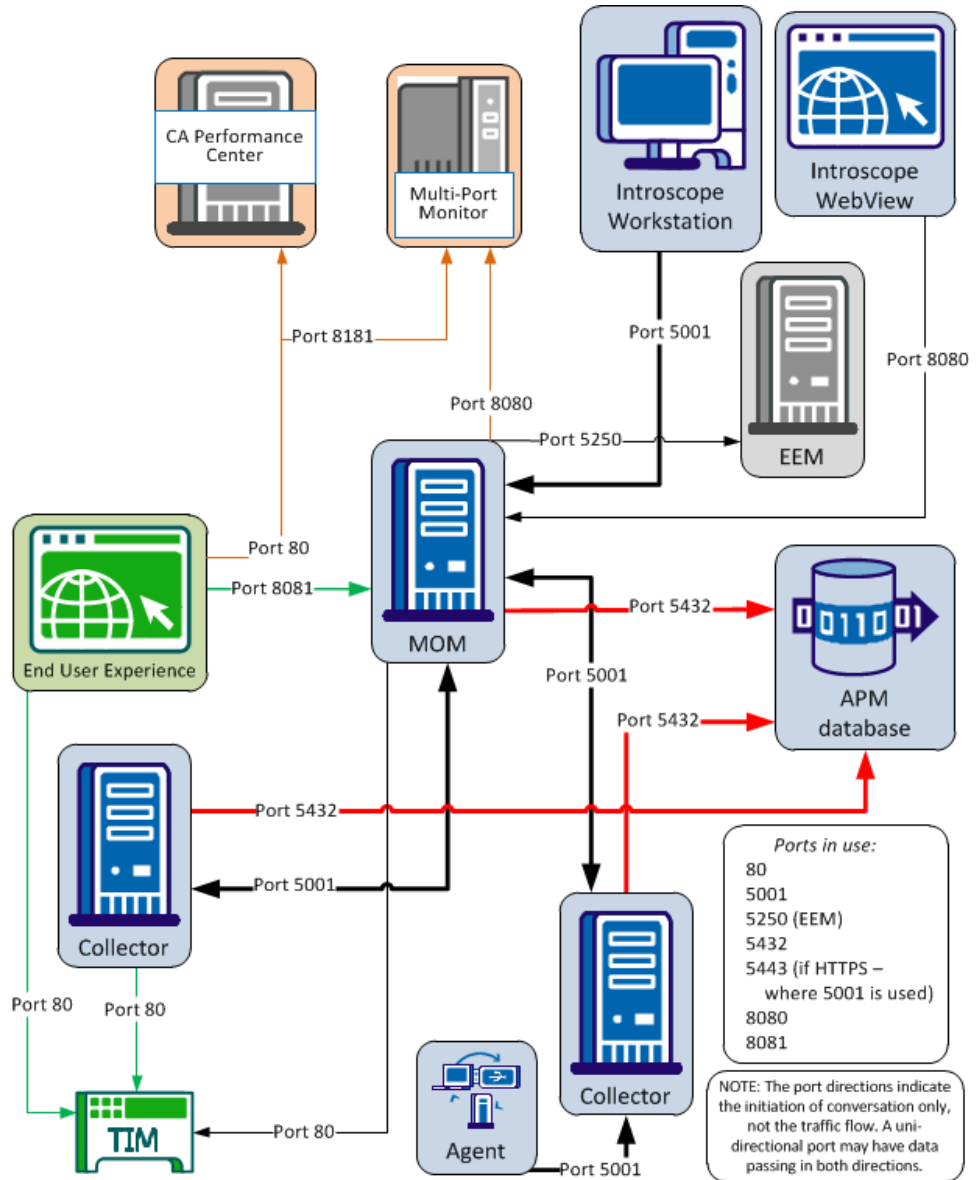 CA Performance
Center
Multi-Port
Monitor
Introscope
Workstation
Introscope
WebView
Port 8181
Port 5001
Port 8080
Port 8080
Port 5250
EEM
Port 80
Port 8081
End User Experience
MOM
Port 5432
0 0110 01
APM
database
Port 5001
Port 5432
Port 5432
Port 5001
Collector
Ports in use:
80
5001
5250 (EEM)
5432
5443 (if HTTPS –
where 5001 is used)
8080
8081
Port 80
Port 80
TIM
Port 80
Agent
Port 5001
Collector
NOTE: The port directions indicate
the initiation of conversation only,
not the traffic flow. A uni-
directional port may have data
passing in both directions.